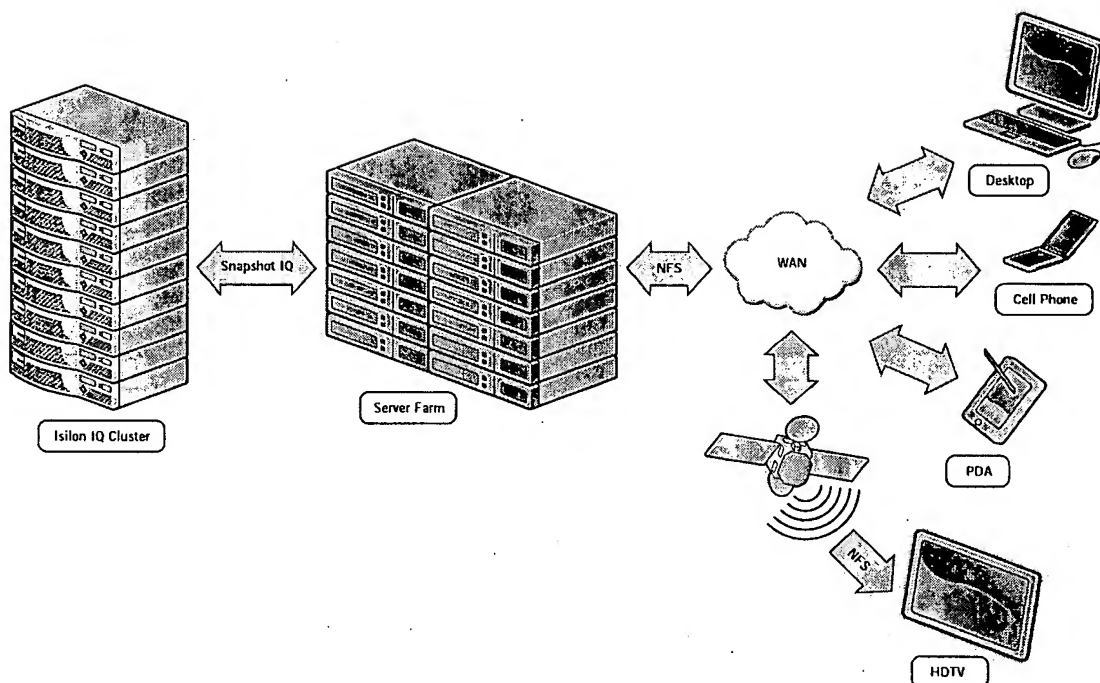 Desktop
Snapshot IQ
NFS
WAN
Cell Phone
Isilon IQ Cluster
Server Farm
PDA
NFS
HDTV